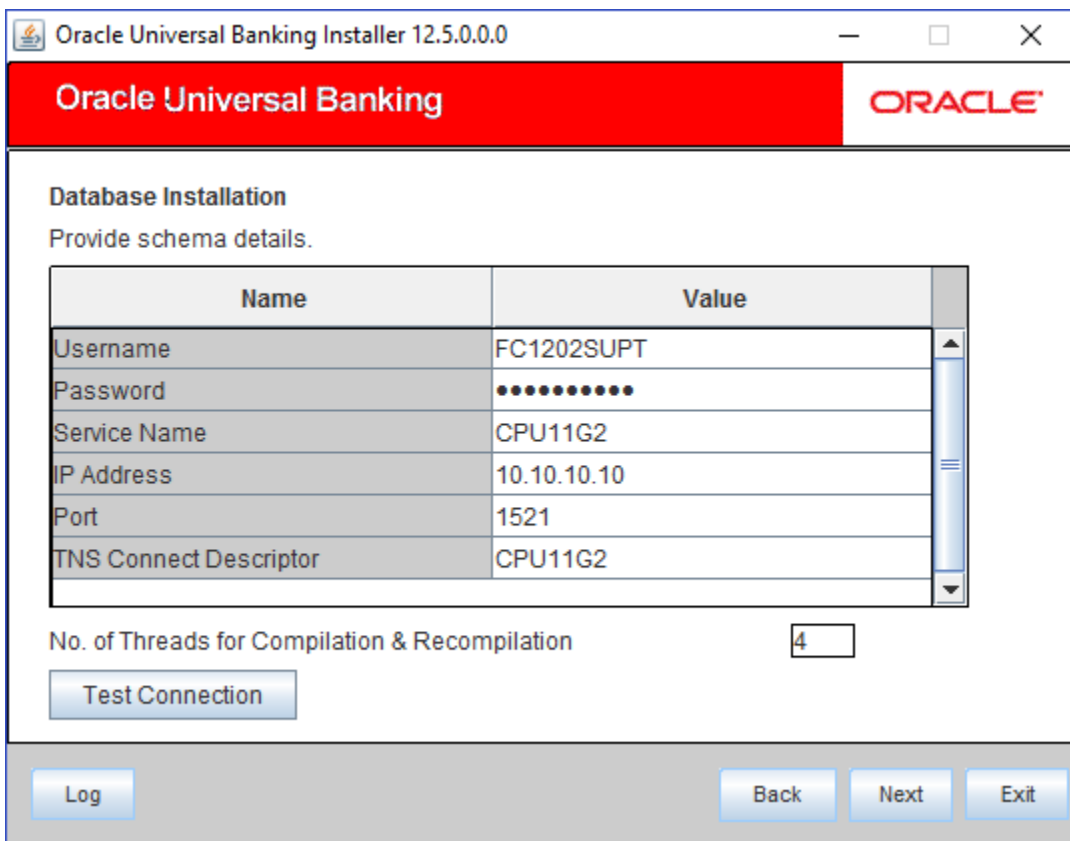 Oracle Universal Banking Installer 12.5.0.0.0
Oracle Universal Banking ORACLE
Database Installation
Provide schema details.
Name Value
Username FC1202SUPT
Password ●●●●●●●●●●
Service Name CPU11G2
IP Address 10.10.10.10
Port 1521
TNS Connect Descriptor CPU11G2
No. of Threads for Compilation & Recompilation 4
Test Connection
Log Back Next Exit